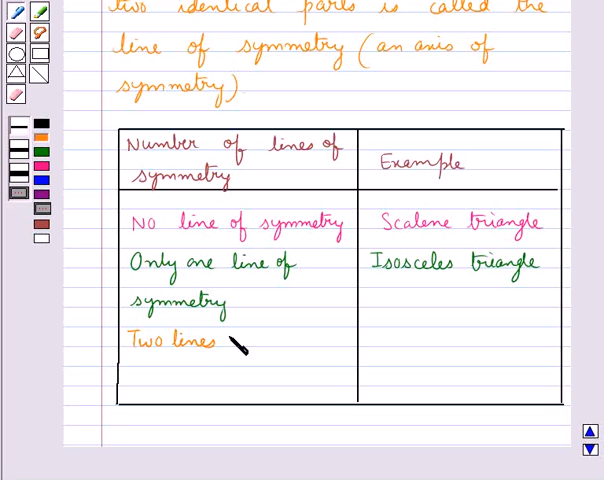 two identical parts is called the
line of symmetry (an axis of
symmetry).
Number of lines of
symmetry
Example
No line of symmetry
Scalene triangle
Only one line of
symmetry
Isosceles triangle
Two lines